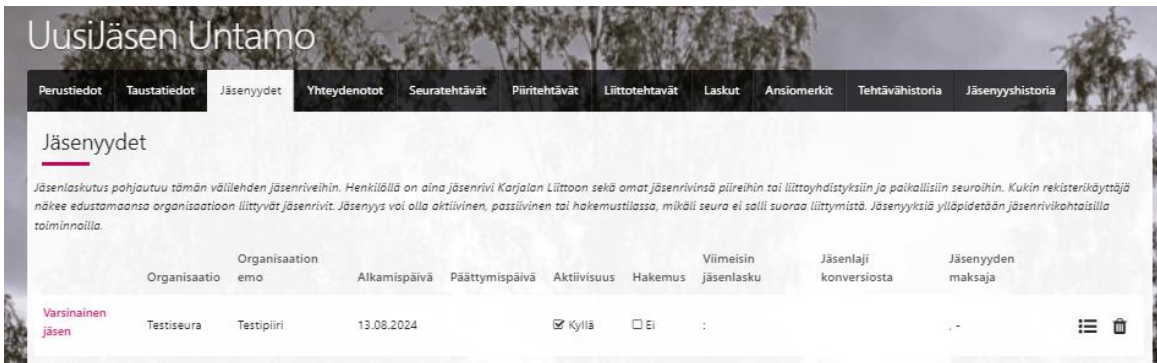 UusiJäsen Untamo
Perustiedot Taustatiedot Jäsenyydet Yhteydenotot Seuratehtävät Piiritehtävät Liittotehtavät Laskut Ansiomerkit Tehtävähistoria Jäsenyyshistoria
Jäsenyydet
Jäsenlaskutus pohjautuu tämän välilehden jäsenriveihin. Henkilöllä on aina jäsenrivi Karjalan Liittoon sekä omat jäsenrivinsä piireihin tai liittoyhdistyksiin ja paikallisiin seuroihin. Kukin rekisterikäyttäjä
näkee edustamaansa organisaatioon liittyvät jäsenrivit. Jäsenyys voi olla aktiivinen, passiivinen tai hakemustilassa, mikäli seura ei salli suoraa liittymistä. Jäsenyyksiä ylläpidetään jäsenrivikohtaisilla
toiminnoilla.
Organisaatio Organisaation emo Alkamispäivä Päättymispäivä Aktiivisuus Hakemus Viimeisin jäsenlasku Jäsenlaji konversiosta Jäsenyyden maksaja
Varsinainen jäsen Testiseura Testipiiri 13.08.2024 ☑ Kyllä ☐ Ei : , -